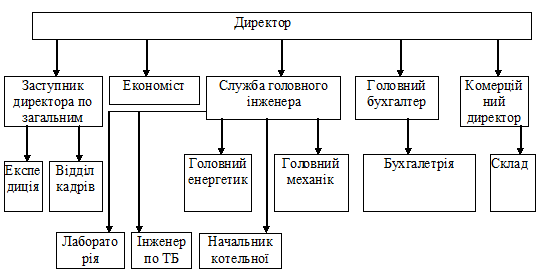 Директор
Заступник
директора по
загальним
Економіст
Служба головного
інженера
Головний
бухгалтер
Комерцій
ний
директор
Експе
диція
Відділ
кадрів
Головний
енергетик
Головний
механік
Бухгалетрія
Склад
Лаборато
рія
Інженер
по ТБ
Начальник
котельної